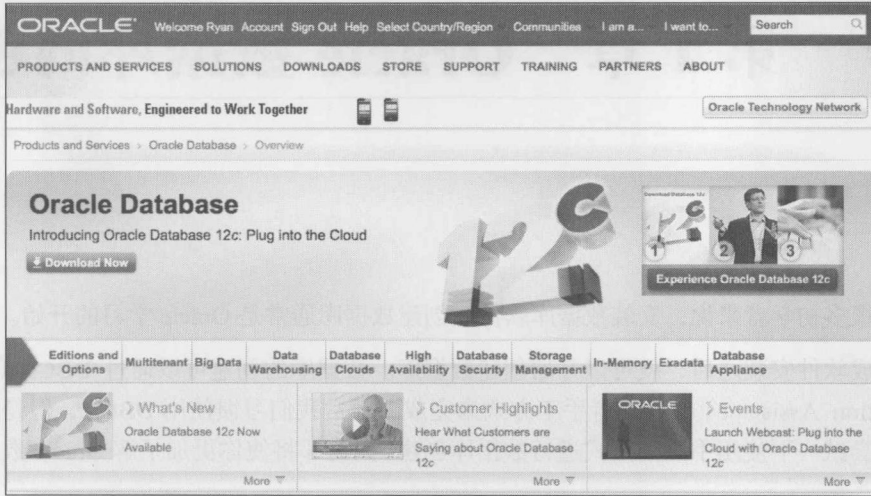 ORACLE Welcome Ryan Account Sign Out Help Select Country/Region Communities I am a... I want to... Search
PRODUCTS AND SERVICES SOLUTIONS DOWNLOADS STORE SUPPORT TRAINING PARTNERS ABOUT
Hardware and Software, Engineered to Work Together
Oracle Technology Network
Products and Services > Oracle Database > Overview
Oracle Database
Introducing Oracle Database 12c: Plug into the Cloud
Download Now
12c
Download Database 12c
1 2 3
Experience Oracle Database 12c
Editions and Options Multitenant Big Data Data Warehousing Database Clouds High Availability Database Security Storage Management In-Memory Exadata Database Appliance
12c
> What's New
Oracle Database 12c Now
Available
More
> Customer Highlights
Hear What Customers are
Saying about Oracle Database
12c
More
ORACLE
> Events
Launch Webcast: Plug into the
Cloud with Oracle Database
12c
More